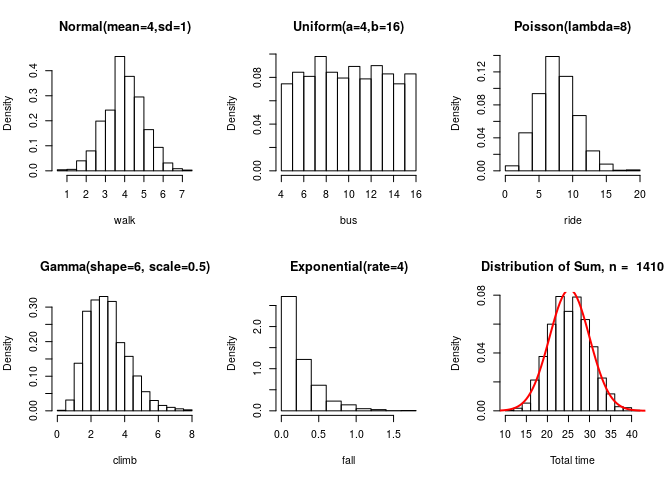 Normal(mean=4,sd=1)
Density
0.0 0.1 0.2 0.3 0.4
1 2 3 4 5 6 7
walk
Uniform(a=4,b=16)
Density
0.00 0.04 0.08
4 6 8 10 12 14 16
bus
Poisson(lambda=8)
Density
0.00 0.04 0.08 0.12
0 5 10 15 20
ride
Gamma(shape=6, scale=0.5)
Density
0.00 0.10 0.20 0.30
0 2 4 6 8
climb
Exponential(rate=4)
Density
0.0 1.0 2.0
0.0 0.5 1.0 1.5
fall
Distribution of Sum, n =  1410
Density
0.00 0.04 0.08
10 15 20 25 30 35 40
Total time